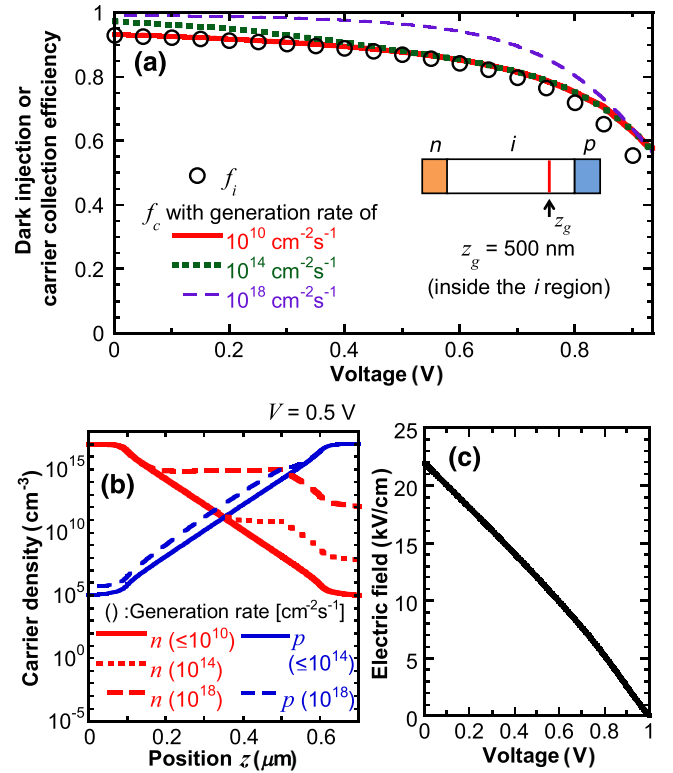 Dark injection or
carrier collection efficiency
1
0.8
0.6
0.4
0.2
0
(a)
f_i
f_c with generation rate of
10^10 cm^-2s^-1
10^14 cm^-2s^-1
10^18 cm^-2s^-1
n i p
z_g
z_g = 500 nm
(inside the i region)
0 0.2 0.4 0.6 0.8
Voltage (V)
V = 0.5 V
Carrier density (cm^-3)
10^15
10^10
10^5
10^0
10^-5
(b)
() :Generation rate [cm^-2s^-1]
n (≤10^10)
n (10^14)
n (10^18)
p
(≤10^14)
p (10^18)
0 0.2 0.4 0.6
Position z (μm)
Electric field (kV/cm)
25
20
15
10
5
0
(c)
0 0.2 0.4 0.6 0.8 1
Voltage (V)